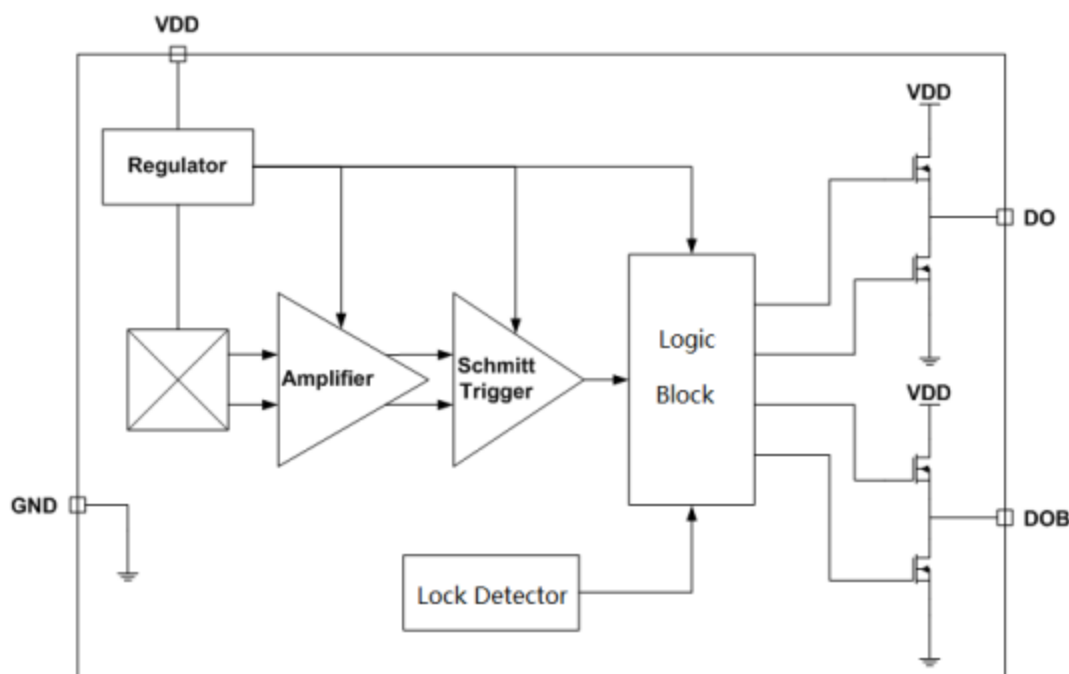 VDD
VDD
Regulator
DO
Logic
Block
Amplifier
Schmitt
Trigger
VDD
GND
DOB
Lock Detector